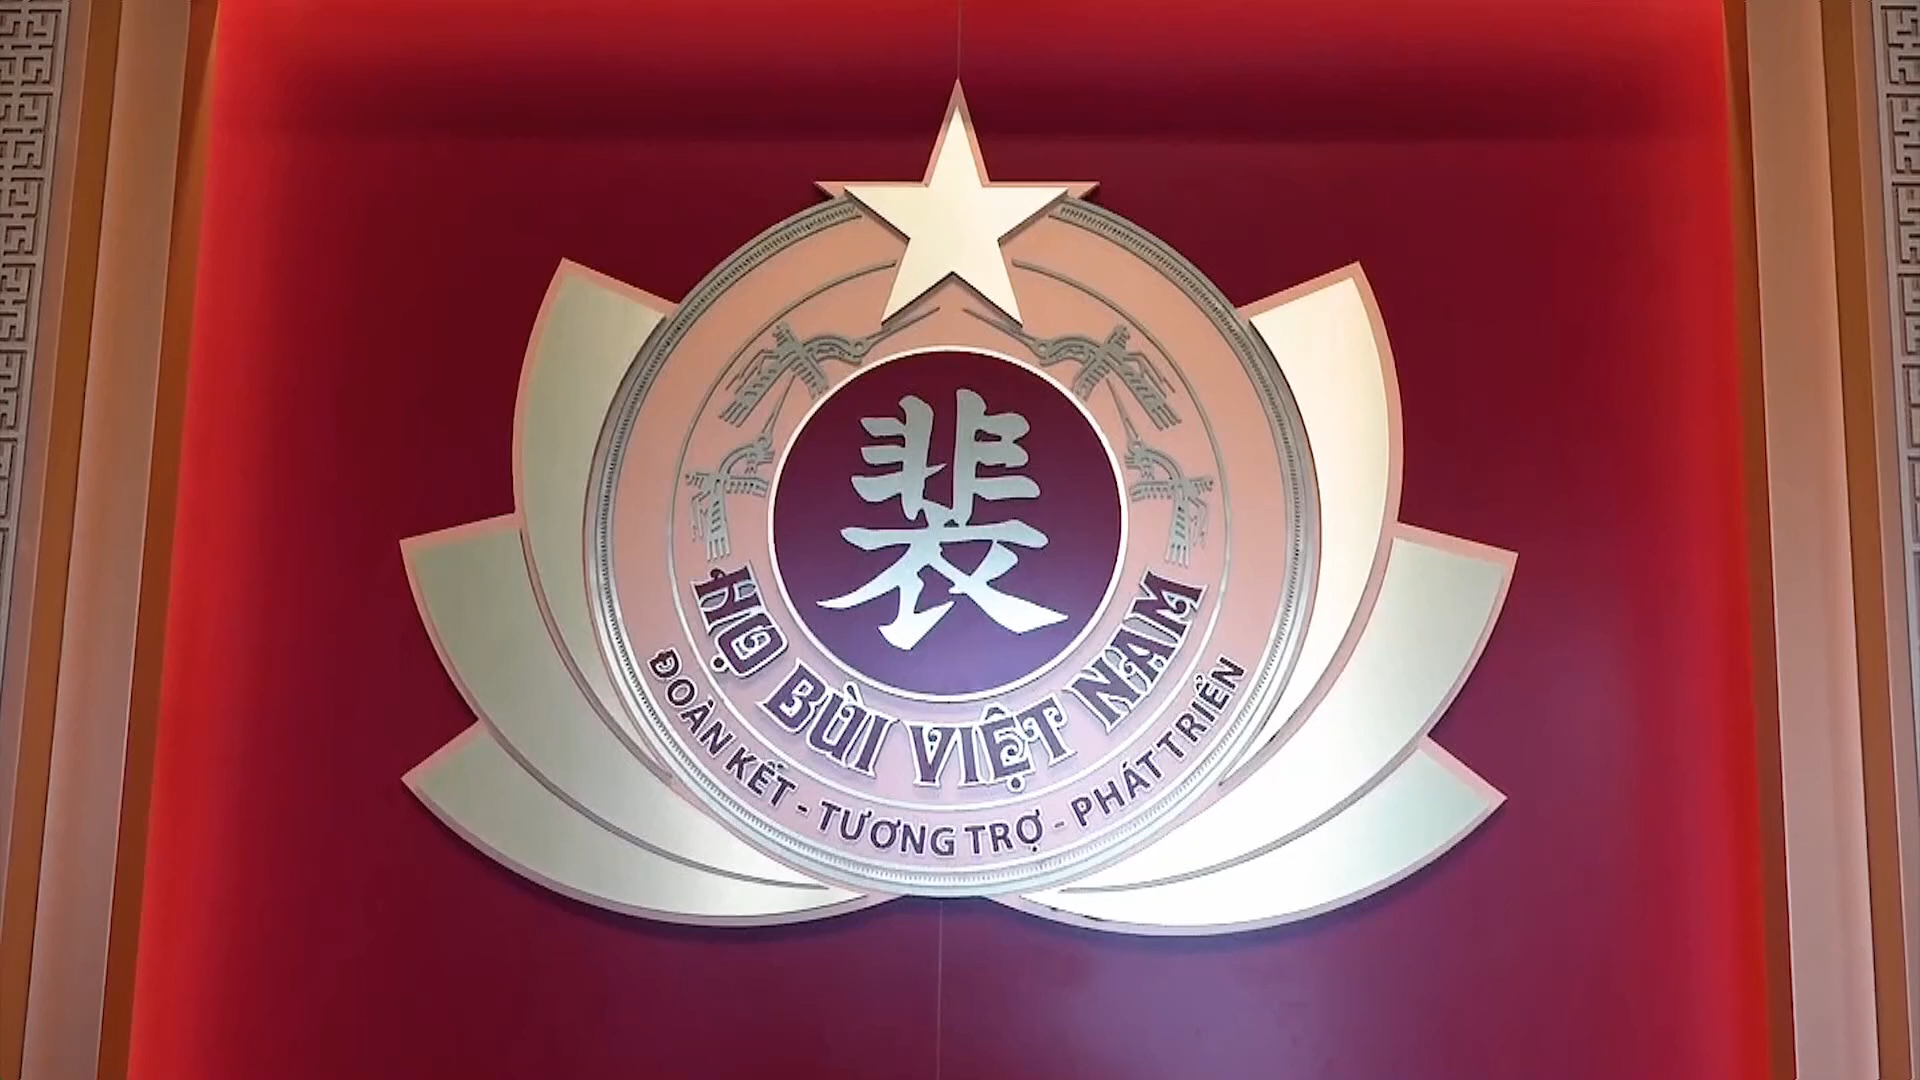 裴
HỌ BÙI VIỆT NAM
ĐOÀN KẾT - TƯƠNG TRỢ - PHÁT TRIỂN